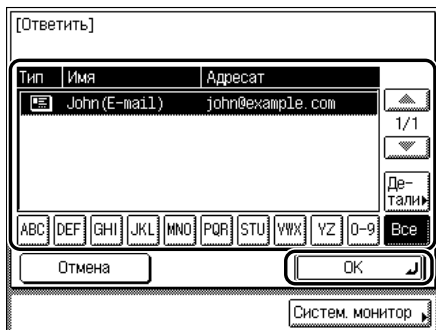 [Ответить]
Тип Имя Адресат
John(E-mail) john@example.com
1/1
Де-
тали
ABC DEF GHI JKL MNO PQR STU VWX YZ 0-9 Все
Отмена OK
Систем. монитор